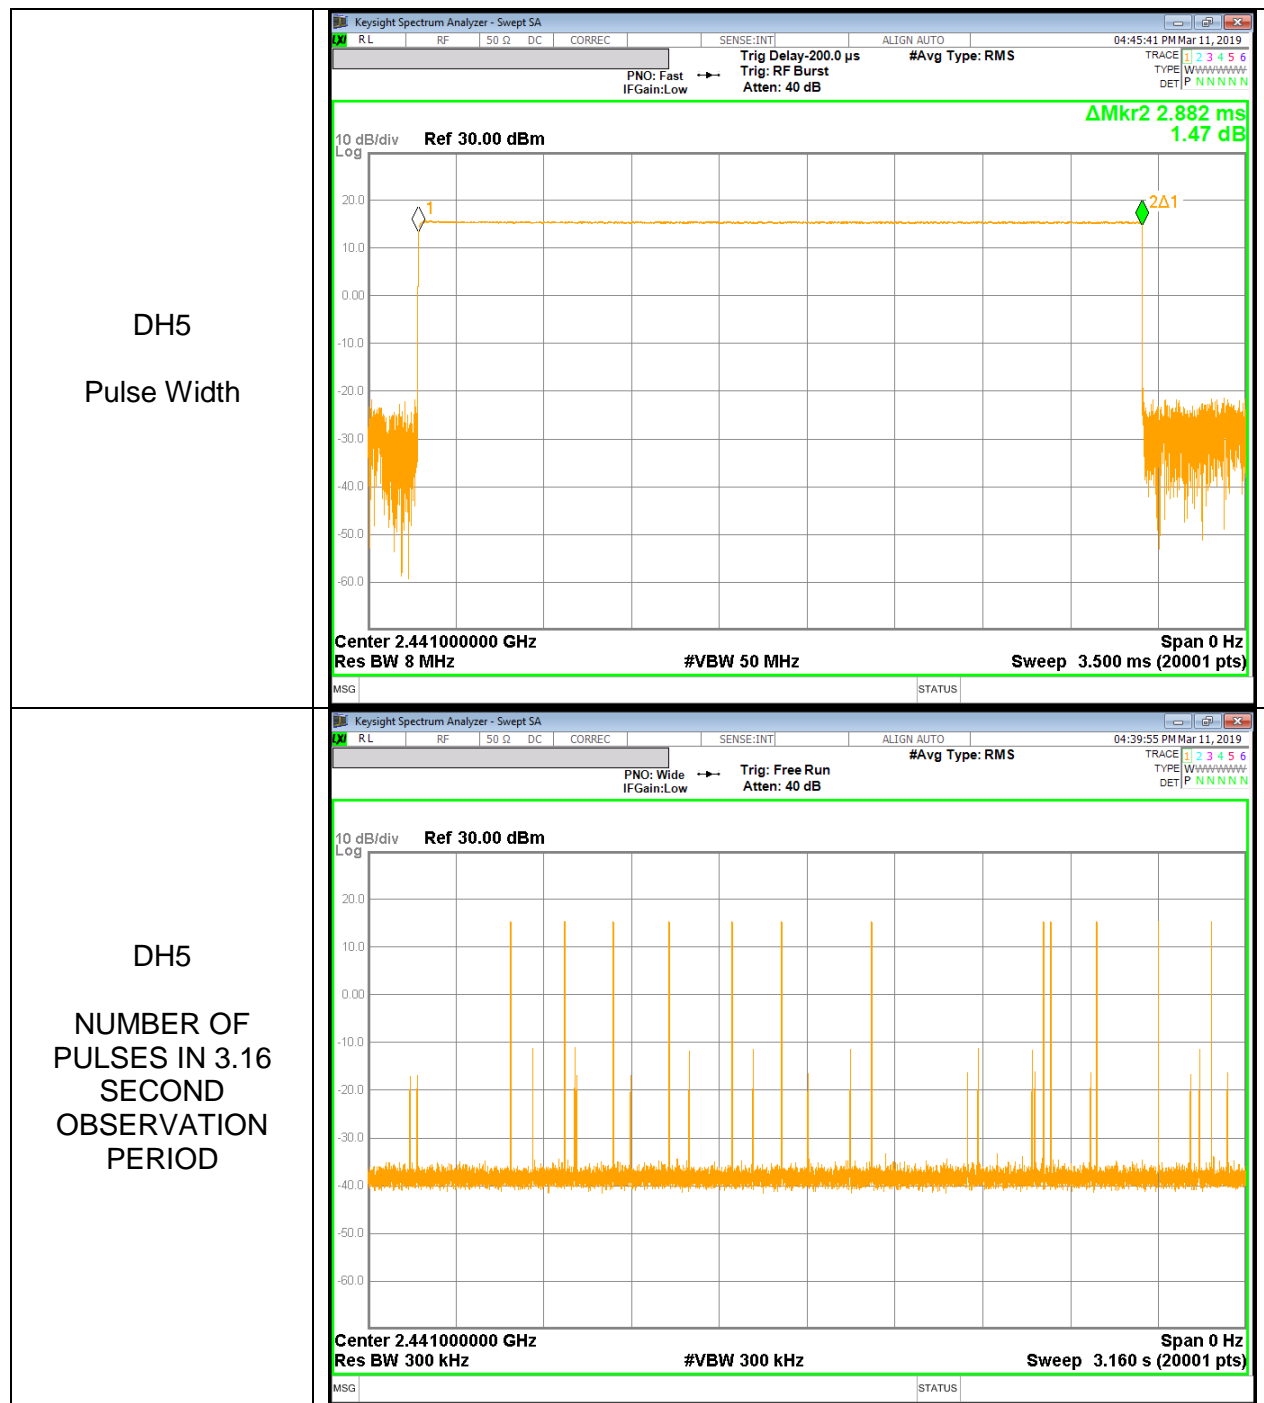 DH5
Pulse Width
Keysight Spectrum Analyzer - Swept SA
LXI RL RF 50 Ω DC CORREC SENSE:INT ALIGN AUTO 04:45:41 PM Mar 11, 2019
Trig Delay-200.0 µs #Avg Type: RMS TRACE 1 2 3 4 5 6
PNO: Fast Trig: RF Burst TYPE WWWWWW
IFGain:Low Atten: 40 dB DET P N N N N N
ΔMkr2 2.882 ms
1.47 dB
10 dB/div Ref 30.00 dBm
Log
20.0
1
2Δ1
10.0
0.00
-10.0
-20.0
-30.0
-40.0
-50.0
-60.0
Center 2.441000000 GHz Span 0 Hz
Res BW 8 MHz #VBW 50 MHz Sweep 3.500 ms (20001 pts)
MSG STATUS
DH5
NUMBER OF
PULSES IN 3.16
SECOND
OBSERVATION
PERIOD
Keysight Spectrum Analyzer - Swept SA
LXI RL RF 50 Ω DC CORREC SENSE:INT ALIGN AUTO 04:39:55 PM Mar 11, 2019
#Avg Type: RMS TRACE 1 2 3 4 5 6
PNO: Wide Trig: Free Run TYPE WWWWWW
IFGain:Low Atten: 40 dB DET P N N N N N
10 dB/div Ref 30.00 dBm
Log
20.0
10.0
0.00
-10.0
-20.0
-30.0
-40.0
-50.0
-60.0
Center 2.441000000 GHz Span 0 Hz
Res BW 300 kHz #VBW 300 kHz Sweep 3.160 s (20001 pts)
MSG STATUS